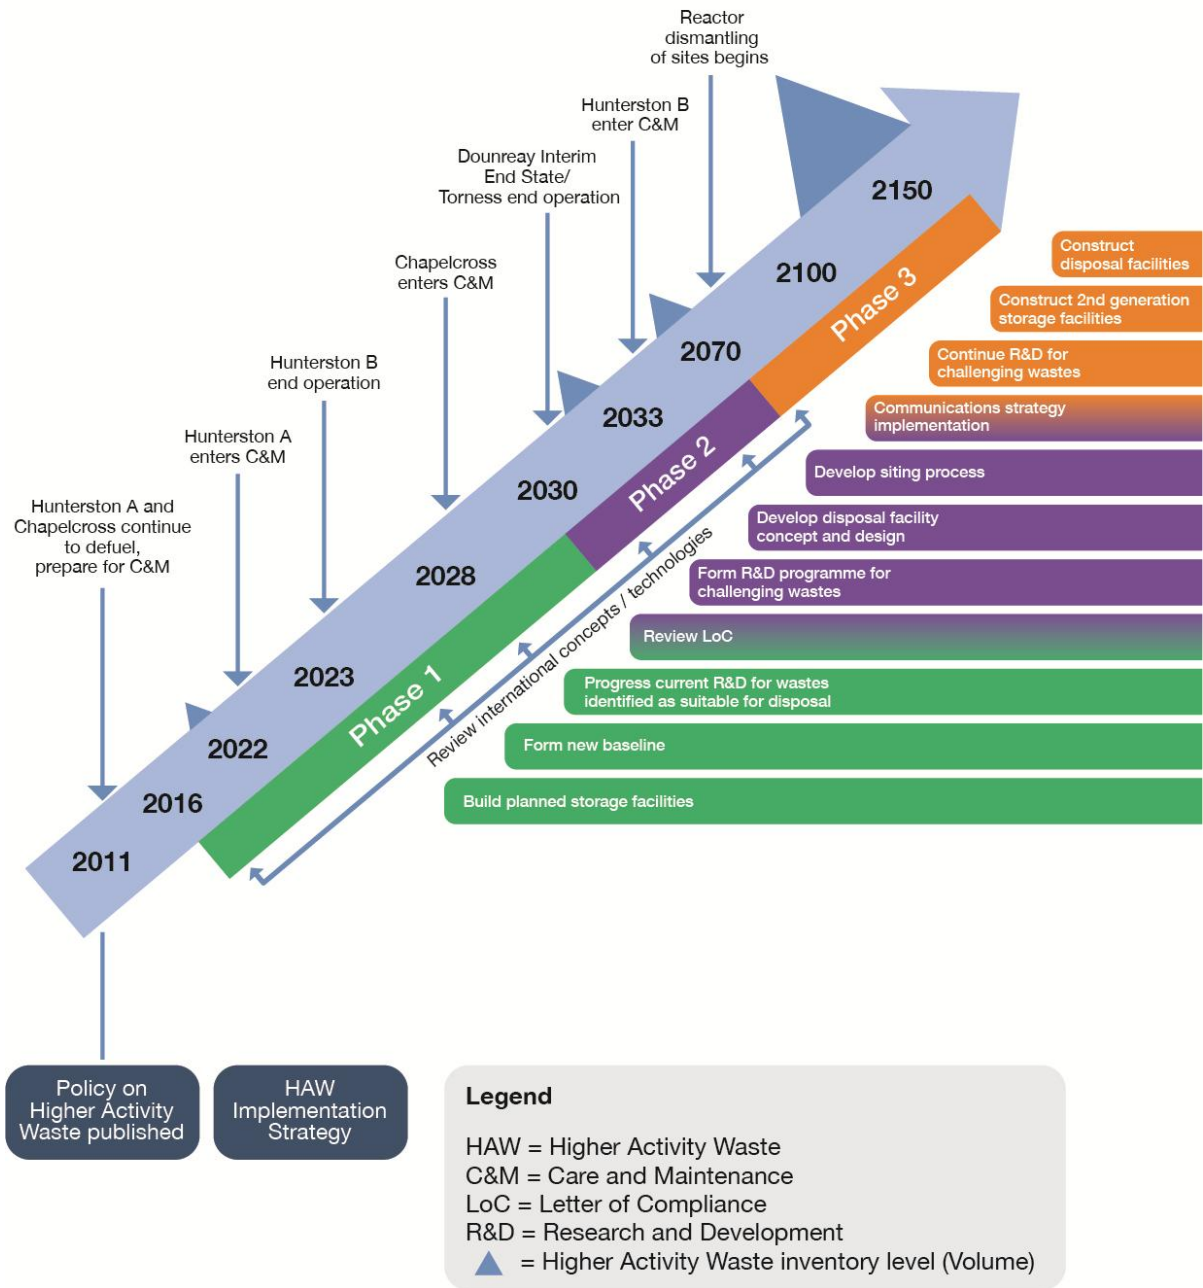 Reactor
dismantling
of sites begins
Hunterston B
enter C&M
Dounreay Interim
End State/
Torness end operation
Chapelcross
enters C&M
Hunterston B
end operation
Hunterston A
enters C&M
Hunterston A and
Chapelcross continue
to defuel,
prepare for C&M
2011
2016
2022
2023
2028
2030
2033
2070
2100
2150
Phase 1
Phase 2
Phase 3
Review international concepts / technologies
Construct
disposal facilities
Construct 2nd generation
storage facilities
Continue R&D for
challenging wastes
Communications strategy
implementation
Develop siting process
Develop disposal facility
concept and design
Form R&D programme for
challenging wastes
Review LoC
Progress current R&D for wastes
identified as suitable for disposal
Form new baseline
Build planned storage facilities
Policy on
Higher Activity
Waste published
HAW
Implementation
Strategy
Legend
HAW = Higher Activity Waste
C&M = Care and Maintenance
LoC = Letter of Compliance
R&D = Research and Development
= Higher Activity Waste inventory level (Volume)